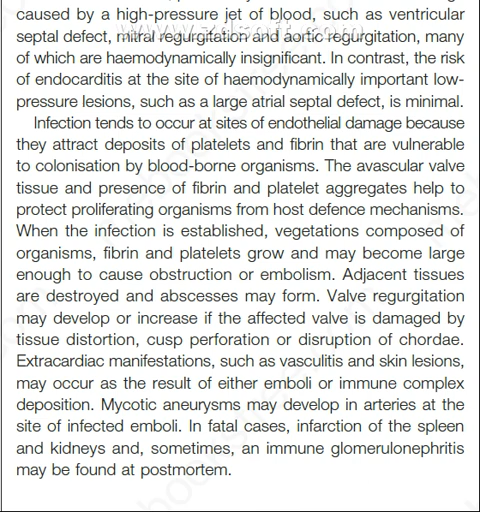 caused by a high-pressure jet of blood, such as ventricular
septal defect, mitral regurgitation and aortic regurgitation, many
of which are haemodynamically insignificant. In contrast, the risk
of endocarditis at the site of haemodynamically important low-
pressure lesions, such as a large atrial septal defect, is minimal.
Infection tends to occur at sites of endothelial damage because
they attract deposits of platelets and fibrin that are vulnerable
to colonisation by blood-borne organisms. The avascular valve
tissue and presence of fibrin and platelet aggregates help to
protect proliferating organisms from host defence mechanisms.
When the infection is established, vegetations composed of
organisms, fibrin and platelets grow and may become large
enough to cause obstruction or embolism. Adjacent tissues
are destroyed and abscesses may form. Valve regurgitation
may develop or increase if the affected valve is damaged by
tissue distortion, cusp perforation or disruption of chordae.
Extracardiac manifestations, such as vasculitis and skin lesions,
may occur as the result of either emboli or immune complex
deposition. Mycotic aneurysms may develop in arteries at the
site of infected emboli. In fatal cases, infarction of the spleen
and kidneys and, sometimes, an immune glomerulonephritis
may be found at postmortem.